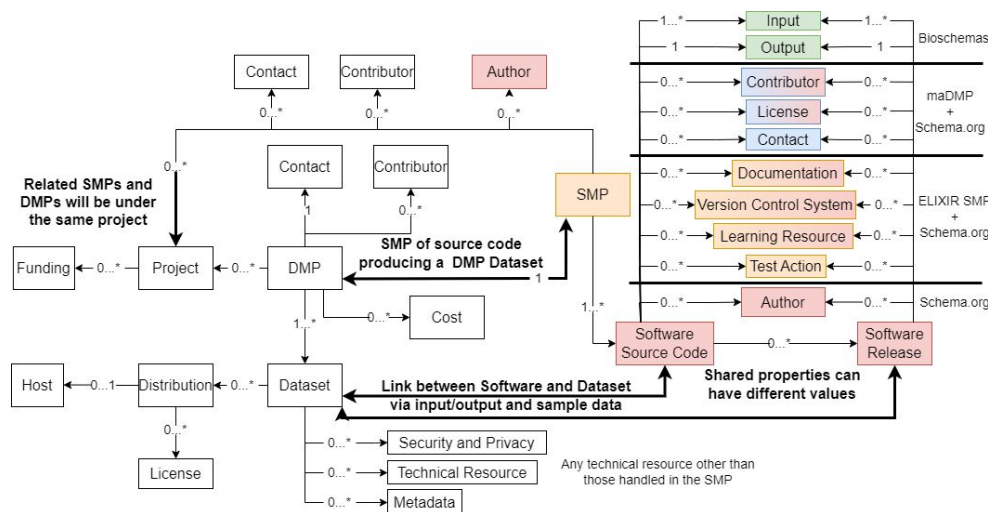 1...*
Input
1...*
1
Output
1
Bioschemas
Contact
Contributor
Author
0...*
Contributor
0...*
0...*
License
0...*
0...*
Contact
0...*
maDMP
+
Schema.org
0...*
0...*
0...*
0...*
Contact
Contributor
Related SMPs and
DMPs will be under
the same project
1
0...*
SMP
0...*
Documentation
0...*
0...*
Version Control System
0...*
0...*
Learning Resource
0...*
0...*
Test Action
0...*
ELIXIR SMP
+
Schema.org
SMP of source code
producing a DMP Dataset
1
Funding
0...*
Project
0...*
DMP
0...*
Author
0...*
Schema.org
1...*
0...*
Cost
1...*
Software
Source Code
0...*
Software
Release
Host
0...1
Distribution
0...*
Dataset
Link between Software and Dataset
via input/output and sample data
Shared properties can
have different values
0...*
License
0...*
Security and Privacy
0...*
Technical Resource
0...*
Metadata
Any technical resource other than
those handled in the SMP